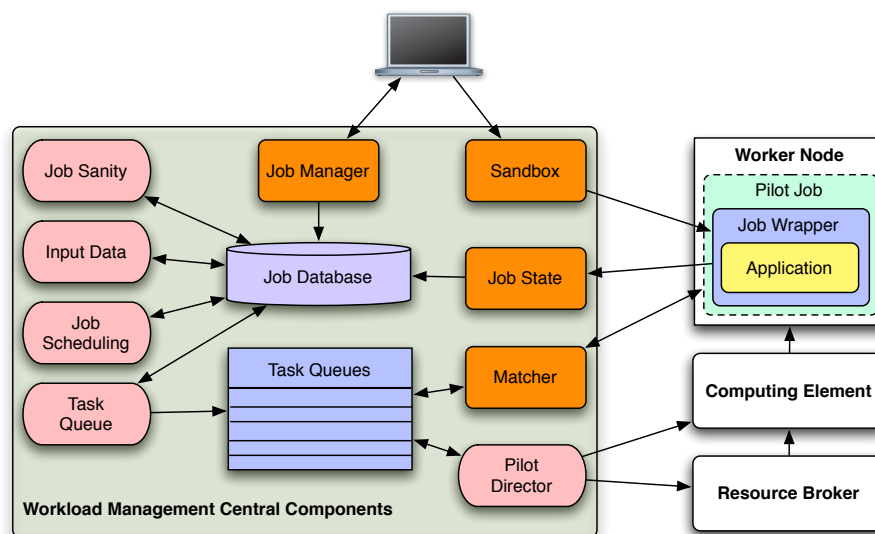 Job Sanity
Job Manager
Sandbox
Worker Node
Pilot Job
Job Wrapper
Application
Input Data
Job Database
Job State
Job
Scheduling
Task Queues
Matcher
Computing Element
Task
Queue
Pilot
Director
Resource Broker
Workload Management Central Components